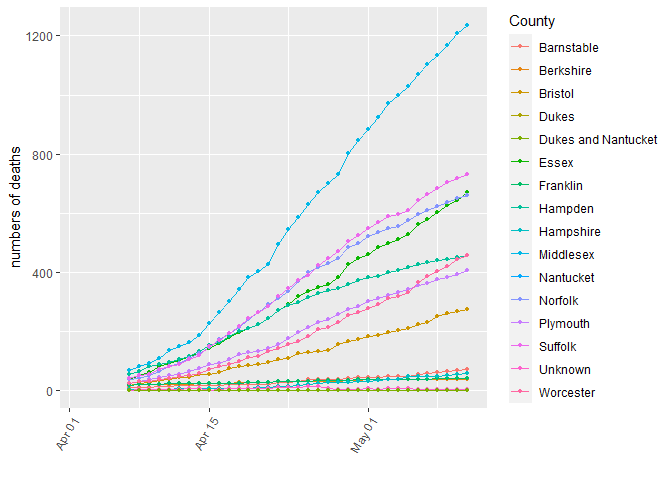 County
Barnstable
Berkshire
Bristol
Dukes
Dukes and Nantucket
Essex
Franklin
Hampden
Hampshire
Middlesex
Nantucket
Norfolk
Plymouth
Suffolk
Unknown
Worcester
numbers of deaths
1200
800
400
0
Apr 01
Apr 15
May 01